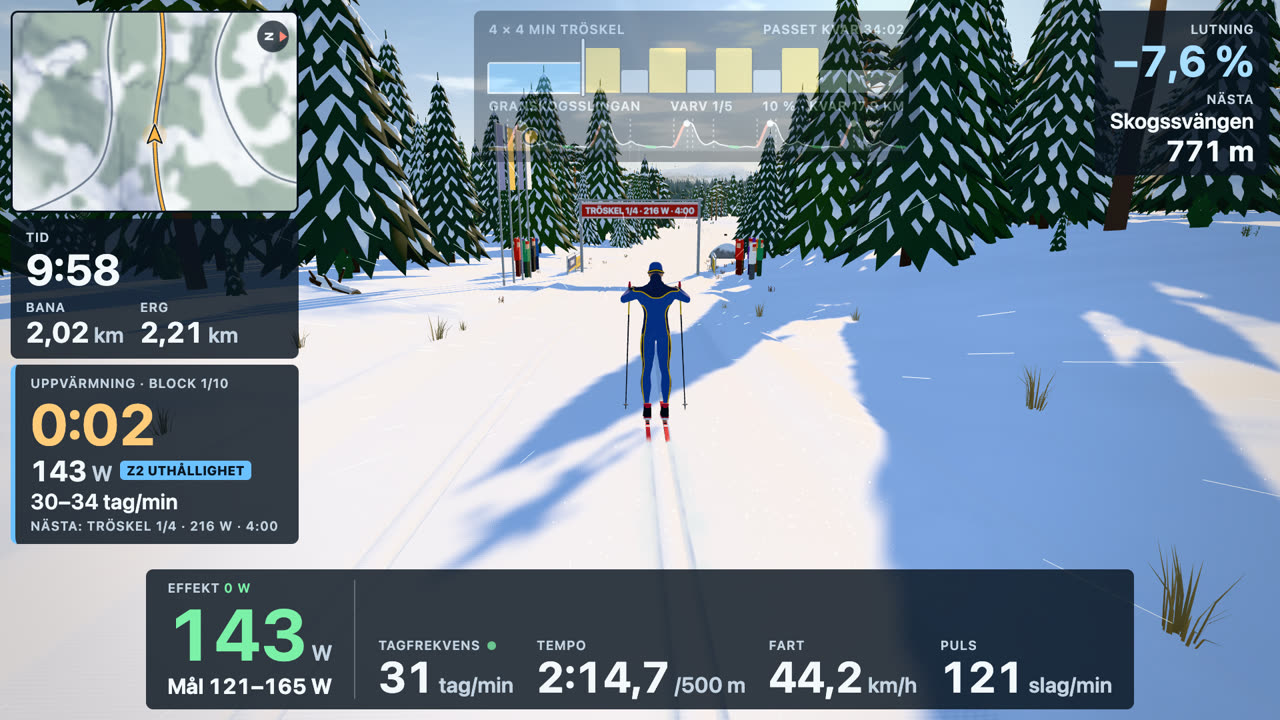 Z
4 × 4 MIN TRÖSKEL
PASSET KVAR 34:02
GRANSKOGSSLINGAN VARV 1/5 10 % KVAR KM
LUTNING
−7,6 %
NÄSTA
Skogssvängen
771 m
TRÖSKEL 1/4 · 216 W · 4:00
TID
9:58
BANA ERG
2,02 km 2,21 km
UPPVÄRMNING · BLOCK 1/10
0:02
143 W Z2 UTHÅLLIGHET
30–34 tag/min
NÄSTA: TRÖSKEL 1/4 · 216 W · 4:00
EFFEKT 0 W
143 W
Mål 121–165 W
TAGFREKVENS
31 tag/min
TEMPO
2:14,7 /500 m
FART
44,2 km/h
PULS
121 slag/min